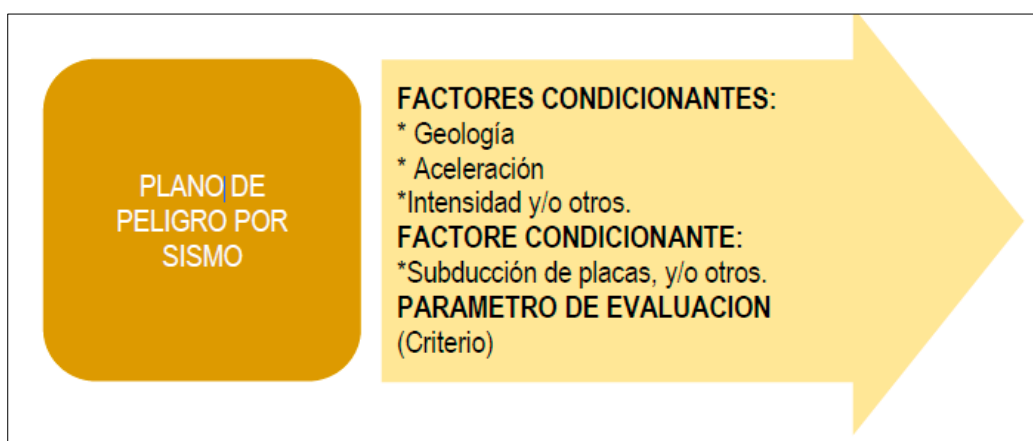 PLANO DE
PELIGRO POR
SISMO
FACTORES CONDICIONANTES:
* Geología
* Aceleración
*Intensidad y/o otros.
FACTORE CONDICIONANTE:
*Subducción de placas, y/o otros.
PARAMETRO DE EVALUACION
(Criterio)